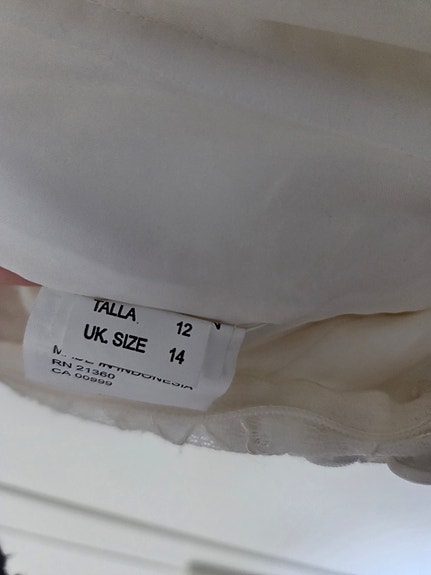 TALLA 12
UK. SIZE 14
MADE IN INDONESIA
RN 21360
CA 00999